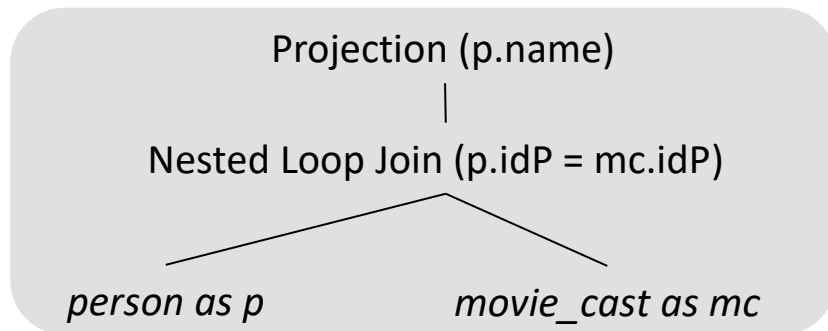 Projection (p.name)
Nested Loop Join (p.idP = mc.idP)
person as p
movie_cast as mc